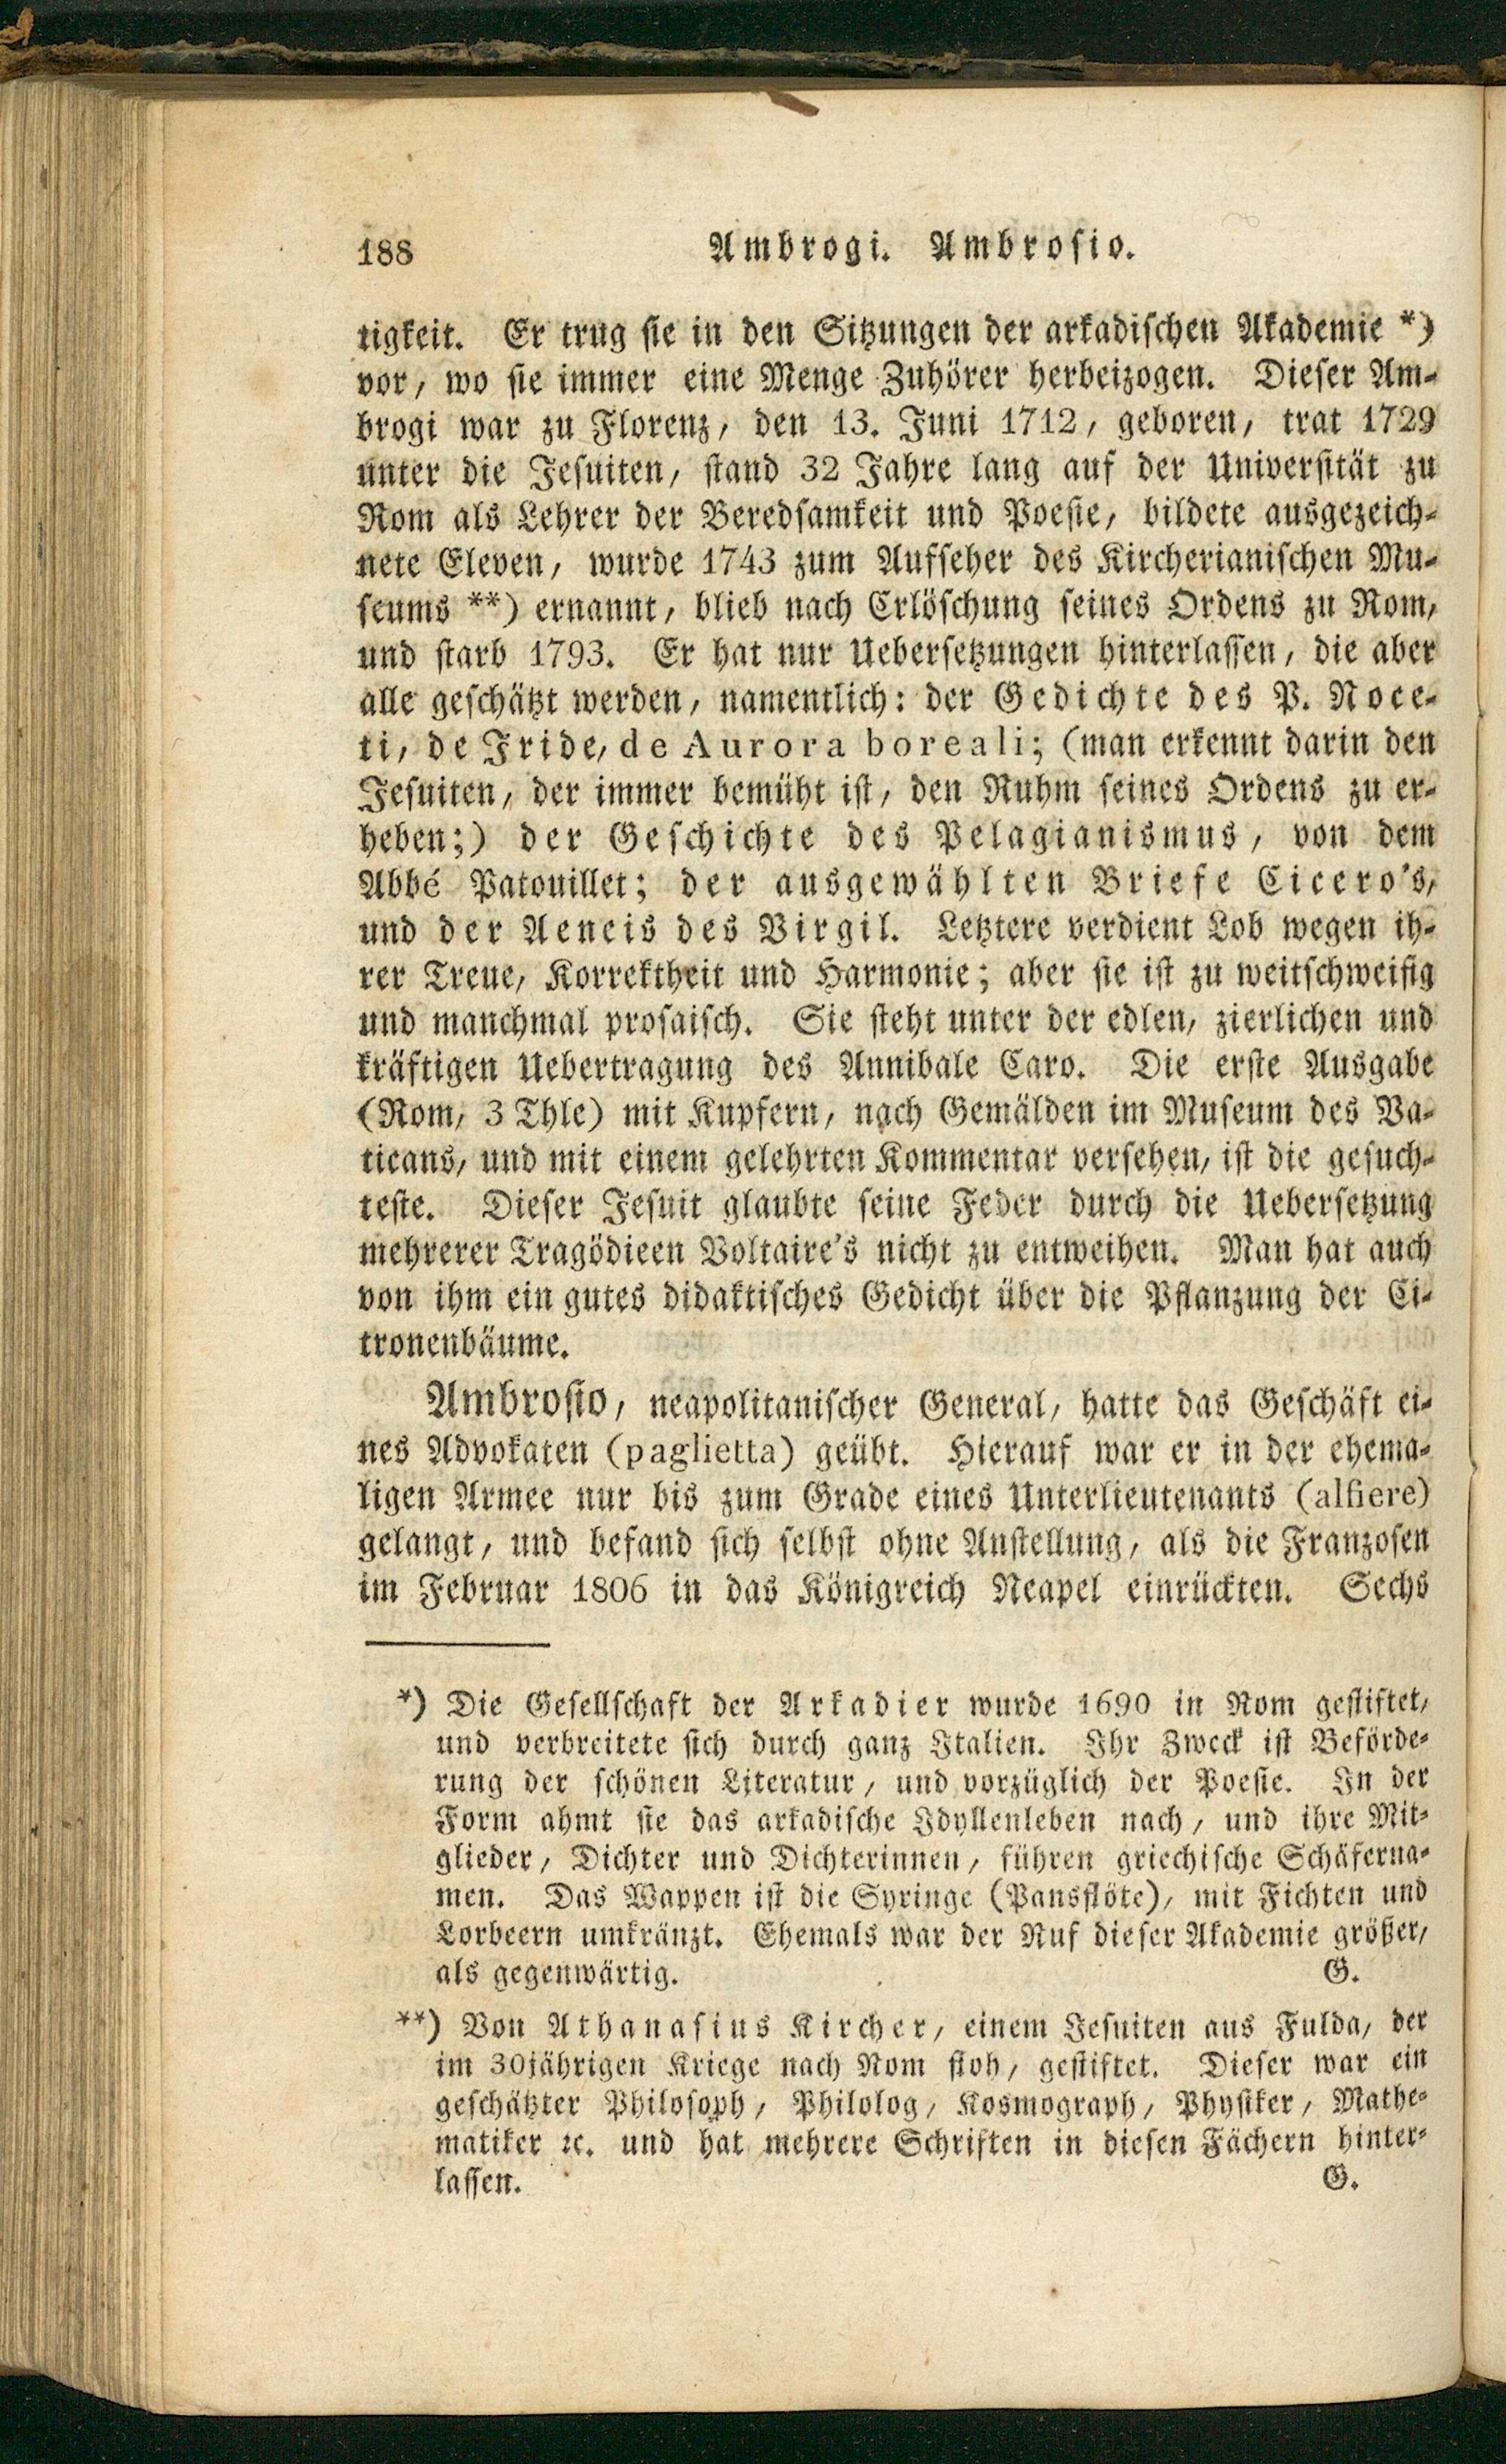 188 Ambrogi. Ambrosio.
tigkeit. Er trug sie in den Sitzungen der arkadischen Akademie *)
vor, wo sie immer eine Menge Zuhörer herbeizogen. Dieser Am-
brogi war zu Florenz, den 13. Juni 1712, geboren, trat 1729
unter die Jesuiten, stand 32 Jahre lang auf der Universität zu
Rom als Lehrer der Beredsamkeit und Poesie, bildete ausgezeich-
nete Eleven, wurde 1743 zum Aufseher des Kircherianischen Mu-
seums **) ernannt, blieb nach Erlöschung seines Ordens zu Rom,
und starb 1793. Er hat nur Uebersetzungen hinterlassen, die aber
alle geschätzt werden, namentlich: der Gedichte des P. Noce-
ti, de Iride, de Aurora boreali; (man erkennt darin den
Jesuiten, der immer bemüht ist, den Ruhm seines Ordens zu er-
heben;) der Geschichte des Pelagianismus, von dem
Abbé Patouillet; der ausgewählten Briefe Cicero's,
und der Aeneis des Virgil. Letztere verdient Lob wegen ih-
rer Treue, Korrektheit und Harmonie; aber sie ist zu weitschweifig
und manchmal prosaisch. Sie steht unter der edlen, zierlichen und
kräftigen Uebertragung des Annibale Caro. Die erste Ausgabe
(Rom, 3 Thle) mit Kupfern, nach Gemälden im Museum des Va-
ticans, und mit einem gelehrten Kommentar versehen, ist die gesuch-
teste. Dieser Jesuit glaubte seine Feder durch die Uebersetzung
mehrerer Tragödieen Voltaire's nicht zu entweihen. Man hat auch
von ihm ein gutes didaktisches Gedicht über die Pflanzung der Ci-
tronenbäume.
Ambrosio, neapolitanischer General, hatte das Geschäft ei-
nes Advokaten (paglietta) geübt. Hierauf war er in der ehema-
ligen Armee nur bis zum Grade eines Unterlieutenants (alfiere)
gelangt, und befand sich selbst ohne Anstellung, als die Franzosen
im Februar 1806 in das Königreich Neapel einrückten. Sechs
*) Die Gesellschaft der Arkadier wurde 1690 in Rom gestiftet,
und verbreitete sich durch ganz Italien. Ihr Zweck ist Beförde-
rung der schönen Literatur, und vorzüglich der Poesie. In der
Form ahmt sie das arkadische Idyllenleben nach, und ihre Mit-
glieder, Dichter und Dichterinnen, führen griechische Schäferna-
men. Das Wappen ist die Syringe (Pansflöte), mit Fichten und
Lorbeern umkränzt. Ehemals war der Ruf dieser Akademie größer,
als gegenwärtig. G.
**) Von Athanasius Kircher, einem Jesuiten aus Fulda, der
im 30jährigen Kriege nach Rom floh, gestiftet. Dieser war ein
geschätzter Philosoph, Philolog, Kosmograph, Physiker, Mathe-
matiker ꝛc. und hat mehrere Schriften in diesen Fächern hinter-
lassen. G.